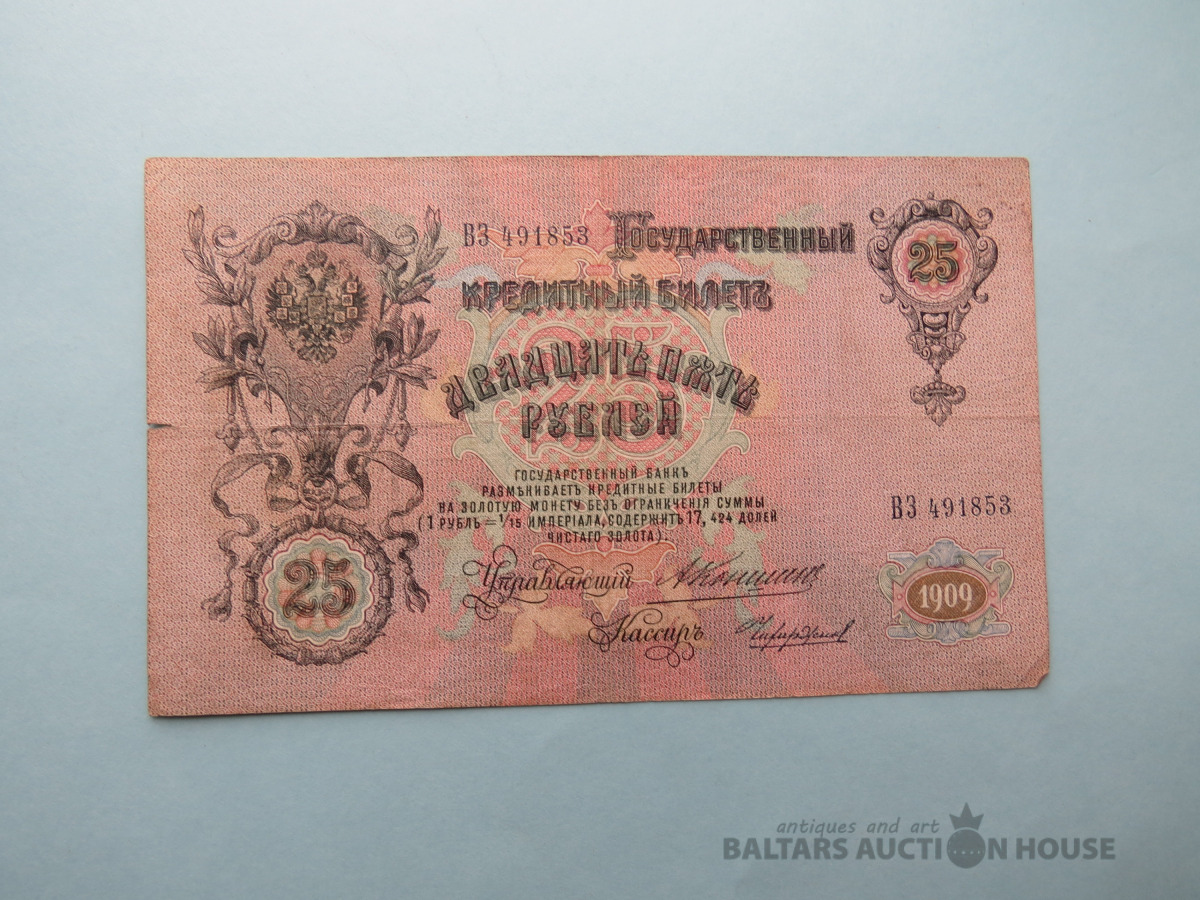 ВЗ 491853 Государственный
25
Кредитный Билетъ
25
Двадцать пять
рублей
Государственный банкъ
размѣниваетъ кредитные билеты
на золотую монету безъ ограниченія суммы
(1 рубль = 1/15 имперіала, содержитъ 17, 424 долей
чистаго золота).
ВЗ 491853
Управляющій А Коншинъ
25
1909
Кассиръ
antiques and art
BALTARS AUCTION HOUSE